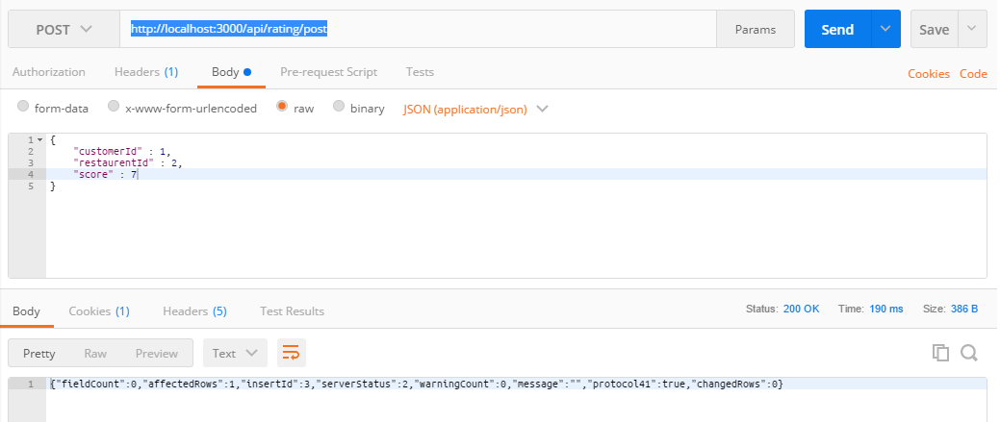 POST http://localhost:3000/api/rating/post Params Send Save
Authorization Headers (1) Body Pre-request Script Tests Cookies Code
form-data x-www-form-urlencoded raw binary JSON (application/json)
1 {
2 "customerId" : 1,
3 "restaurentId" : 2,
4 "score" : 7
5 }
Body Cookies (1) Headers (5) Test Results Status: 200 OK Time: 190 ms Size: 386 B
Pretty Raw Preview Text
1 {"fieldCount":0,"affectedRows":1,"insertId":3,"serverStatus":2,"warningCount":0,"message":"","protocol41":true,"changedRows":0}